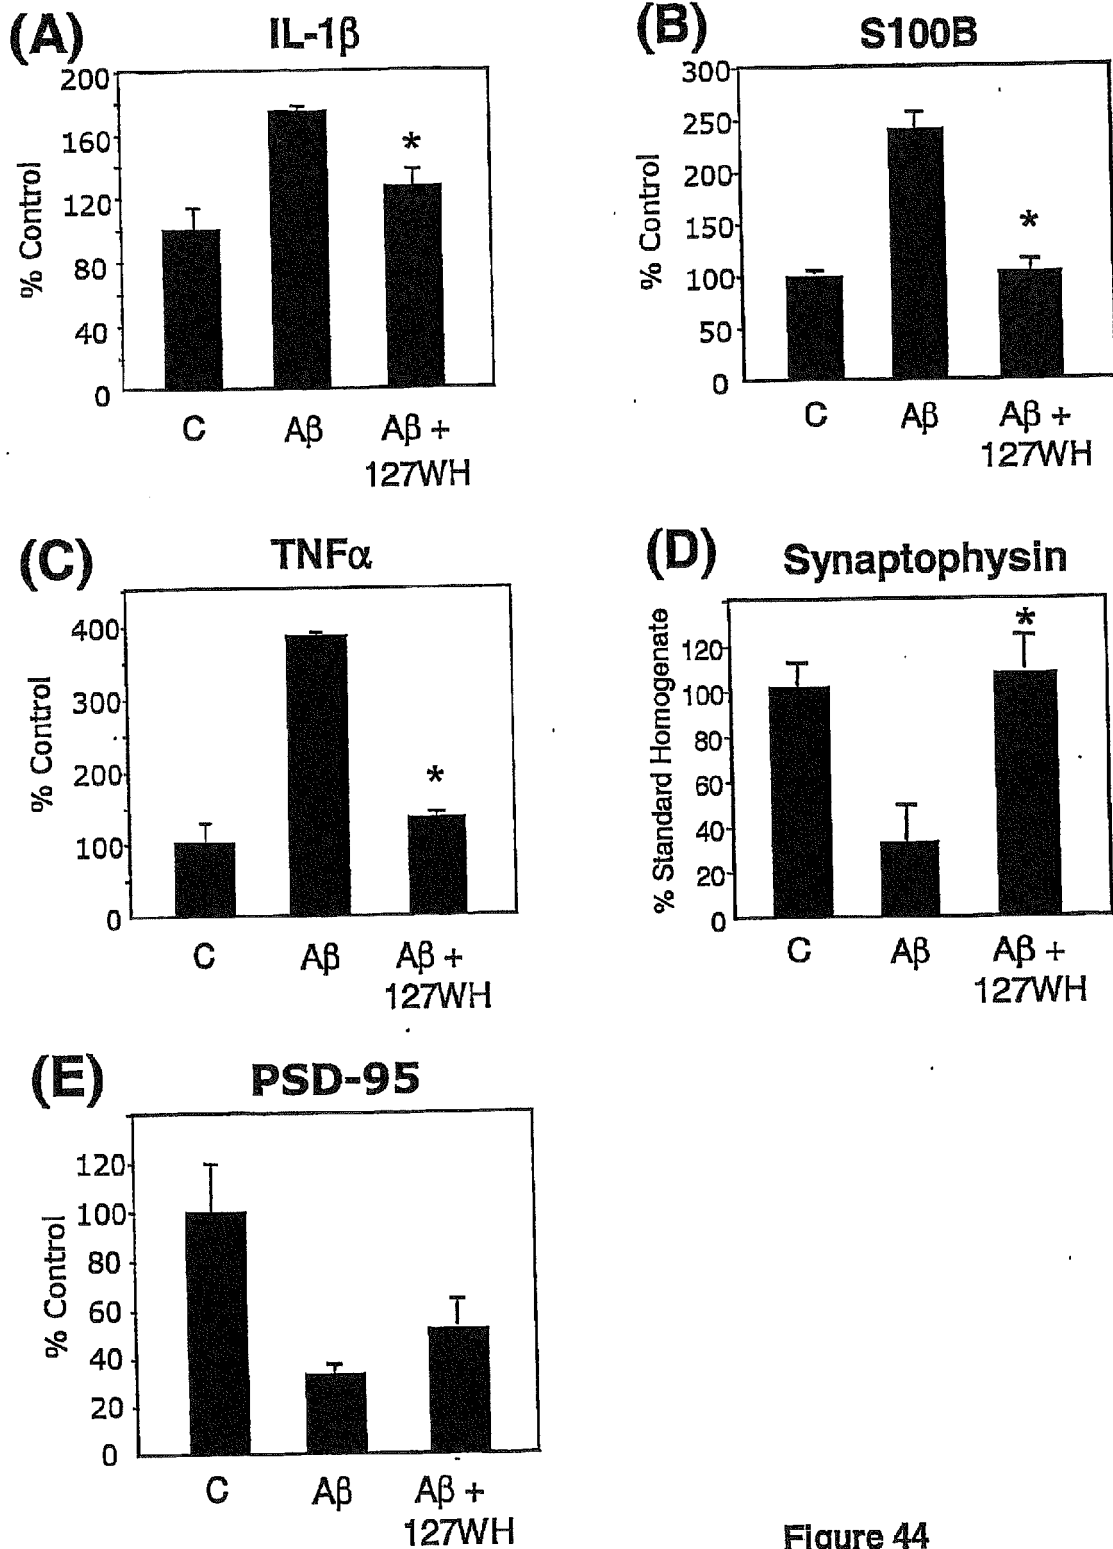 (A) IL-1β
200
160
120
80
40
0
% Control
*
C Aβ Aβ +
127WH
(B) S100B
300
250
200
150
100
50
0
% Control
*
C Aβ Aβ +
127WH
(C) TNFα
400
300
200
100
0
% Control
*
C Aβ Aβ +
127WH
(D) Synaptophysin
120
100
80
60
40
20
0
% Standard Homogenate
*
C Aβ Aβ +
127WH
(E) PSD-95
120
100
80
60
40
20
0
% Control
C Aβ Aβ +
127WH
Figure 44